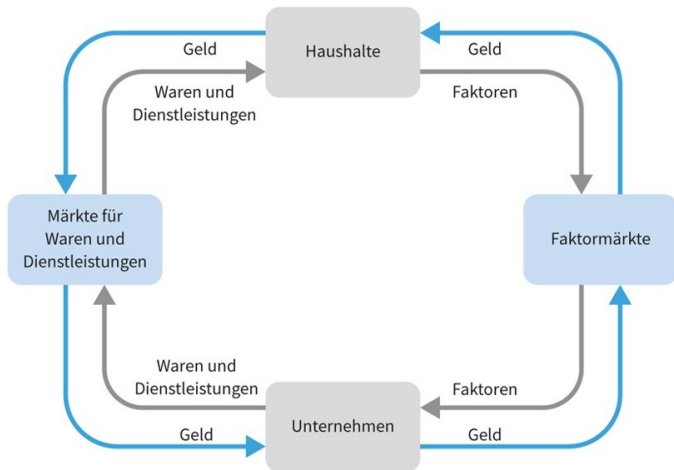 Geld
Haushalte
Geld
Waren und
Dienstleistungen
Faktoren
Märkte für
Waren und
Dienstleistungen
Faktormärkte
Waren und
Dienstleistungen
Faktoren
Geld
Unternehmen
Geld